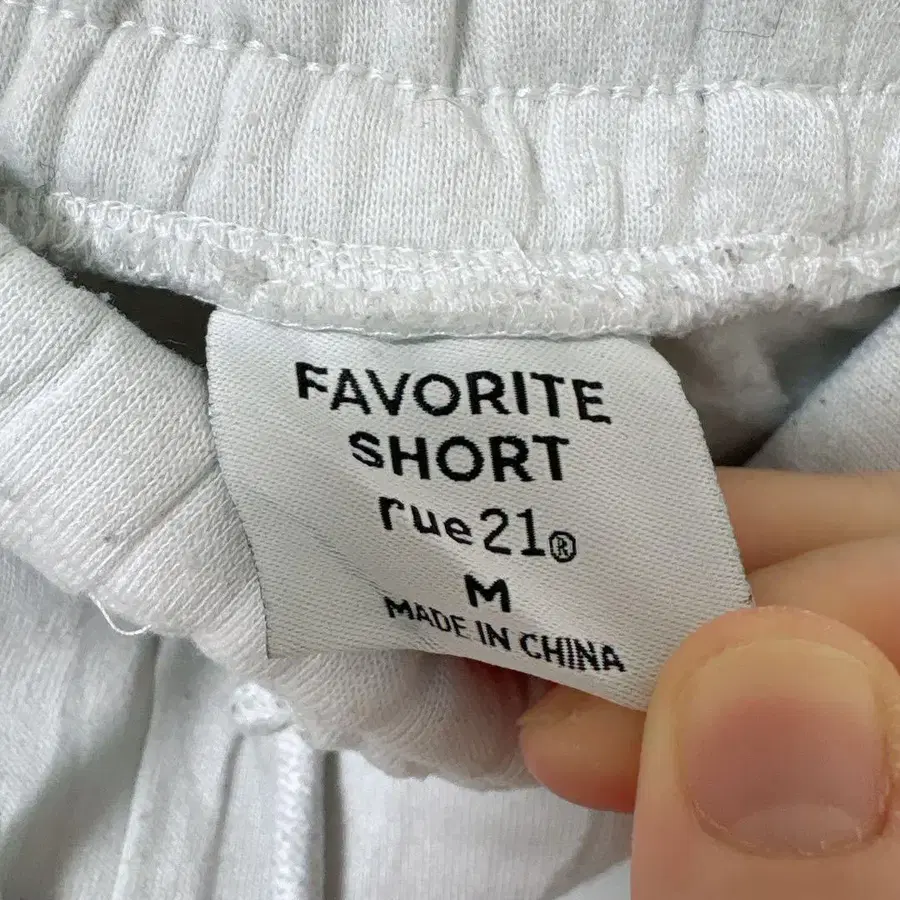 FAVORITE
SHORT
rue21®
M
MADE IN CHINA